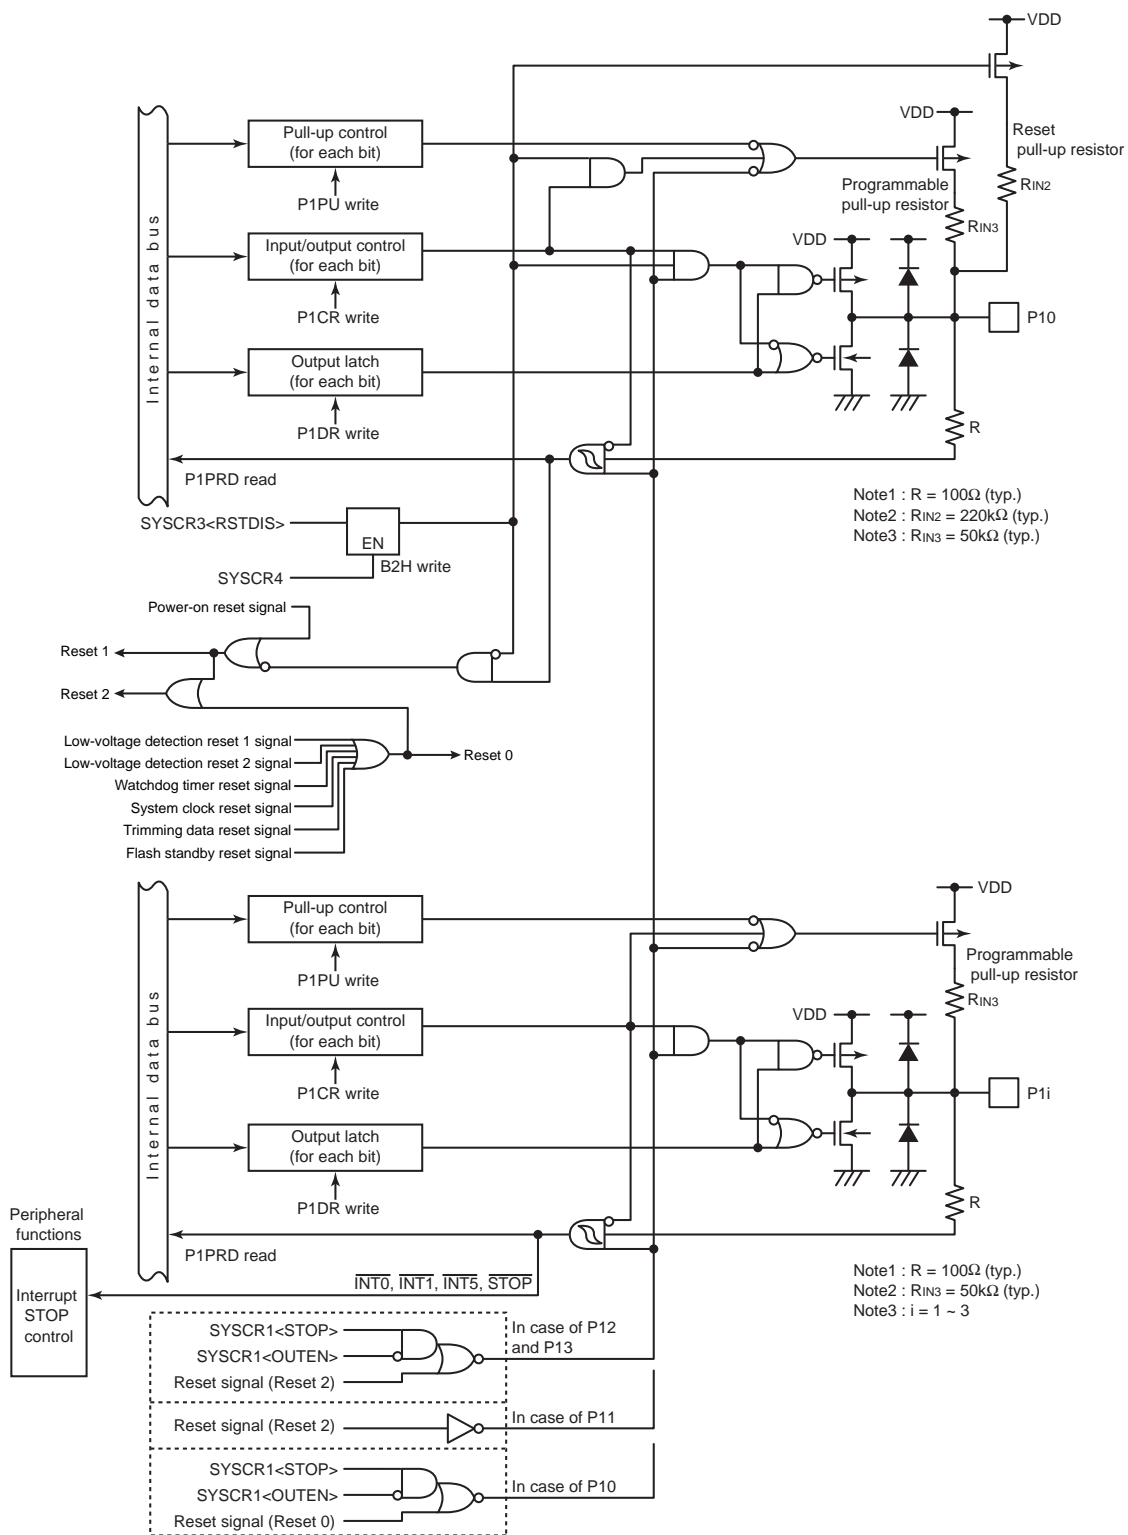 VDD
VDD
Reset
pull-up resistor
Pull-up control
(for each bit)
P1PU write
Programmable
pull-up resistor
RIN2
RIN3
Internal data bus
Input/output control
(for each bit)
P1CR write
VDD
P10
Output latch
(for each bit)
P1DR write
R
P1PRD read
Note1 : R = 100Ω (typ.)
Note2 : RIN2 = 220kΩ (typ.)
Note3 : RIN3 = 50kΩ (typ.)
SYSCR3<RSTDIS>
EN
B2H write
SYSCR4
Power-on reset signal
Reset 1
Reset 2
Low-voltage detection reset 1 signal
Low-voltage detection reset 2 signal
Watchdog timer reset signal
System clock reset signal
Trimming data reset signal
Flash standby reset signal
Reset 0
VDD
Pull-up control
(for each bit)
P1PU write
Programmable
pull-up resistor
RIN3
Internal data bus
Input/output control
(for each bit)
P1CR write
VDD
P1i
Output latch
(for each bit)
P1DR write
R
P1PRD read
Peripheral
functions
Interrupt
STOP
control
INT0, INT1, INT5, STOP
Note1 : R = 100Ω (typ.)
Note2 : RIN3 = 50kΩ (typ.)
Note3 : i = 1 ~ 3
SYSCR1<STOP>
SYSCR1<OUTEN>
Reset signal (Reset 2)
In case of P12
and P13
Reset signal (Reset 2)
In case of P11
SYSCR1<STOP>
SYSCR1<OUTEN>
Reset signal (Reset 0)
In case of P10